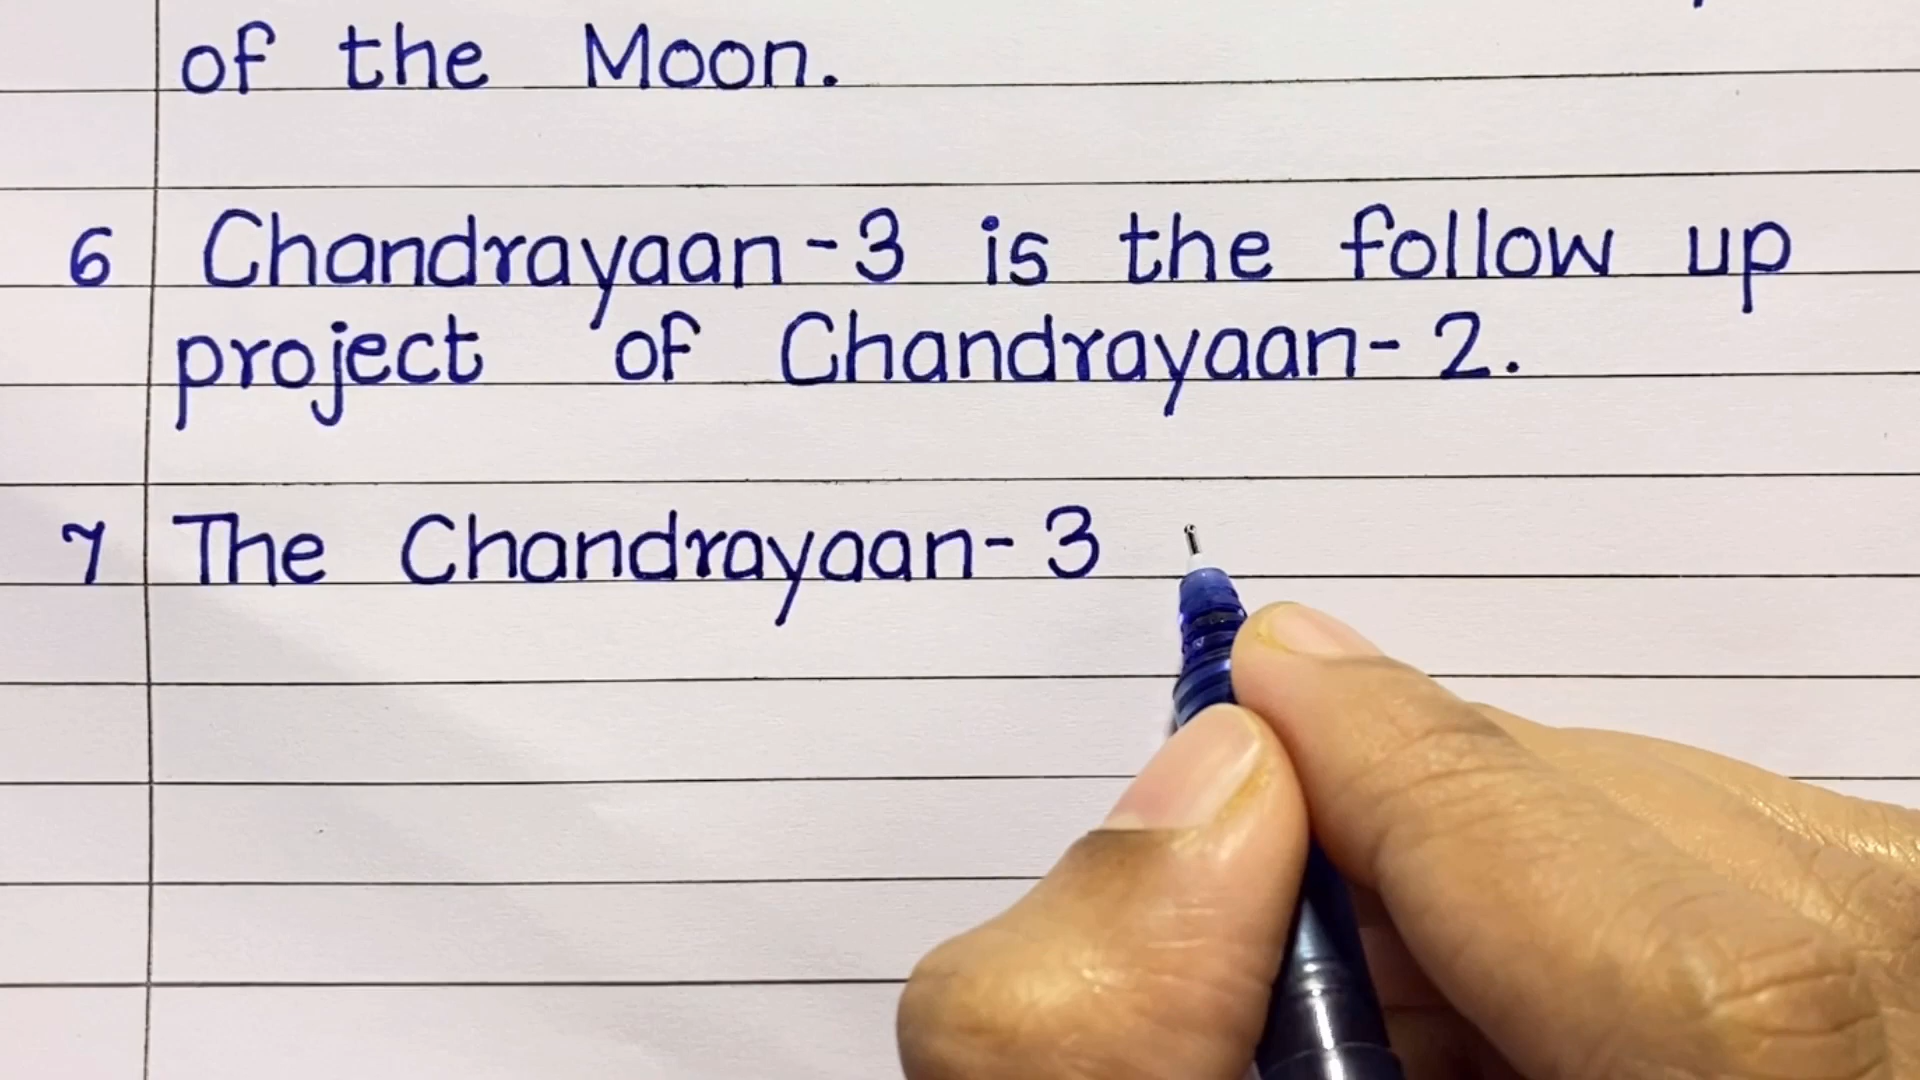 of the Moon.
6 Chandrayaan-3 is the follow up
project of Chandrayaan-2.
7 The Chandrayaan-3